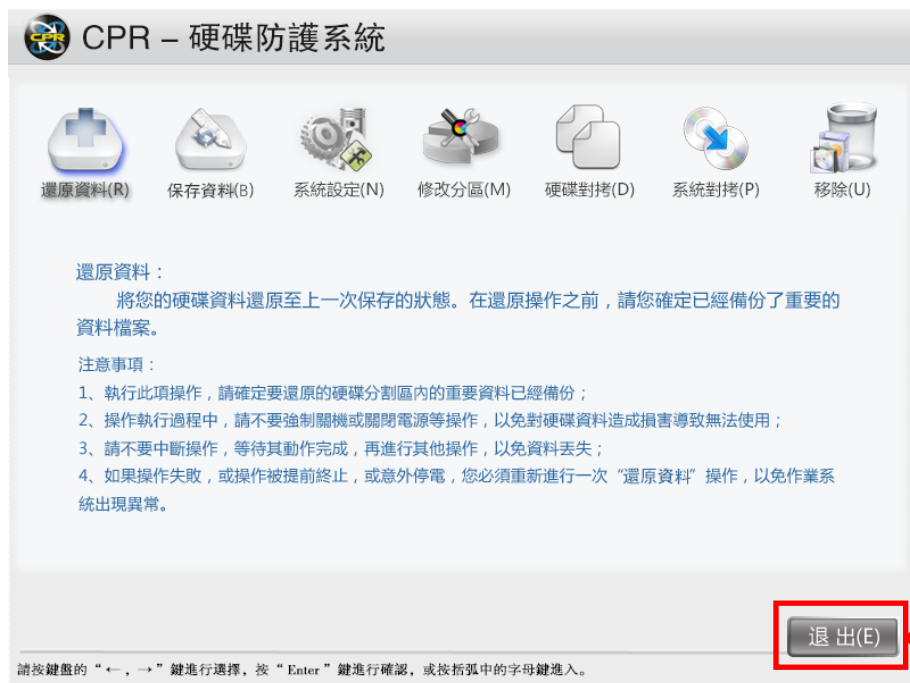 CPR
CPR – 硬碟防護系統
還原資料(R) 保存資料(B) 系統設定(N) 修改分區(M) 硬碟對拷(D) 系統對拷(P) 移除(U)
還原資料：
將您的硬碟資料還原至上一次保存的狀態。在還原操作之前，請您確定已經備份了重要的
資料檔案。
注意事項：
1、執行此項操作，請確定要還原的硬碟分割區內的重要資料已經備份；
2、操作執行過程中，請不要強制關機或關閉電源等操作，以免對硬碟資料造成損害導致無法使用；
3、請不要中斷操作，等待其動作完成，再進行其他操作，以免資料丟失；
4、如果操作失敗，或操作被提前終止，或意外停電，您必須重新進行一次“還原資料”操作，以免作業系
統出現異常。
退 出(E)
請按鍵盤的“←，→”鍵進行選擇，按“Enter”鍵進行確認，或按括弧中的字母鍵進入。